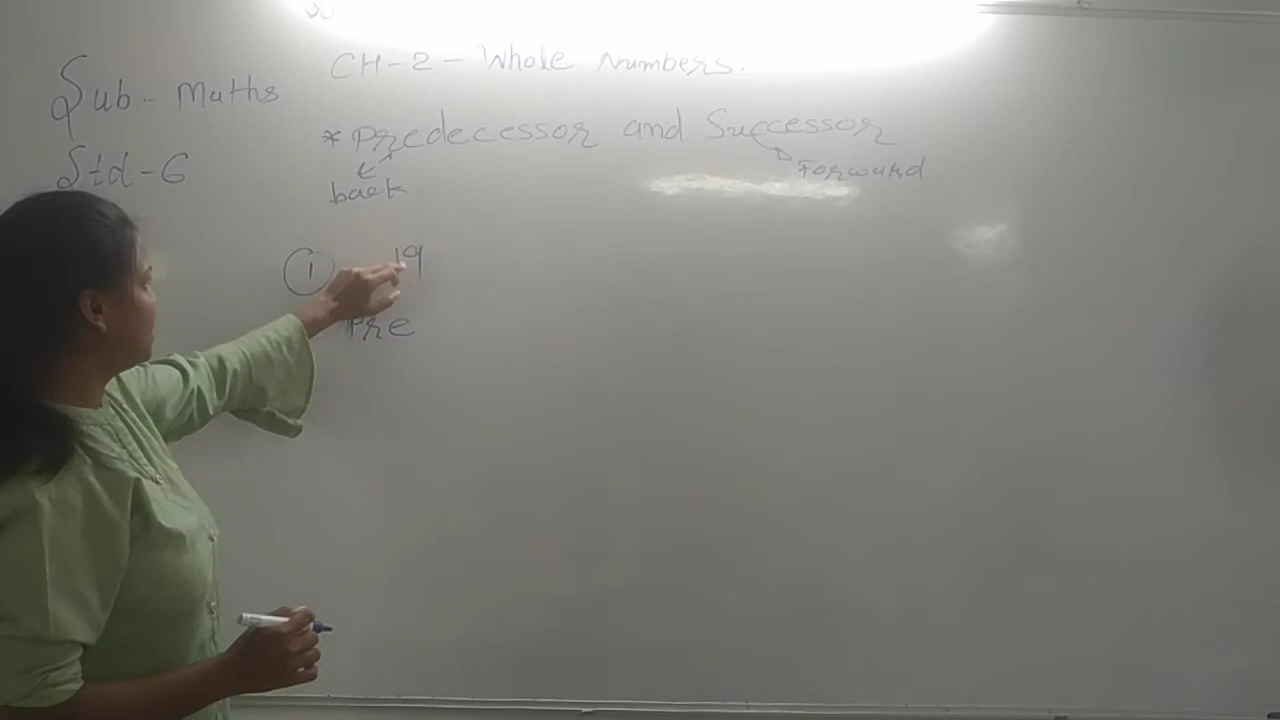 CH-2- Whole Numbers.
Sub- Maths
* Predecessor and Successor
Std-6
back
Forward
① 19
Pre